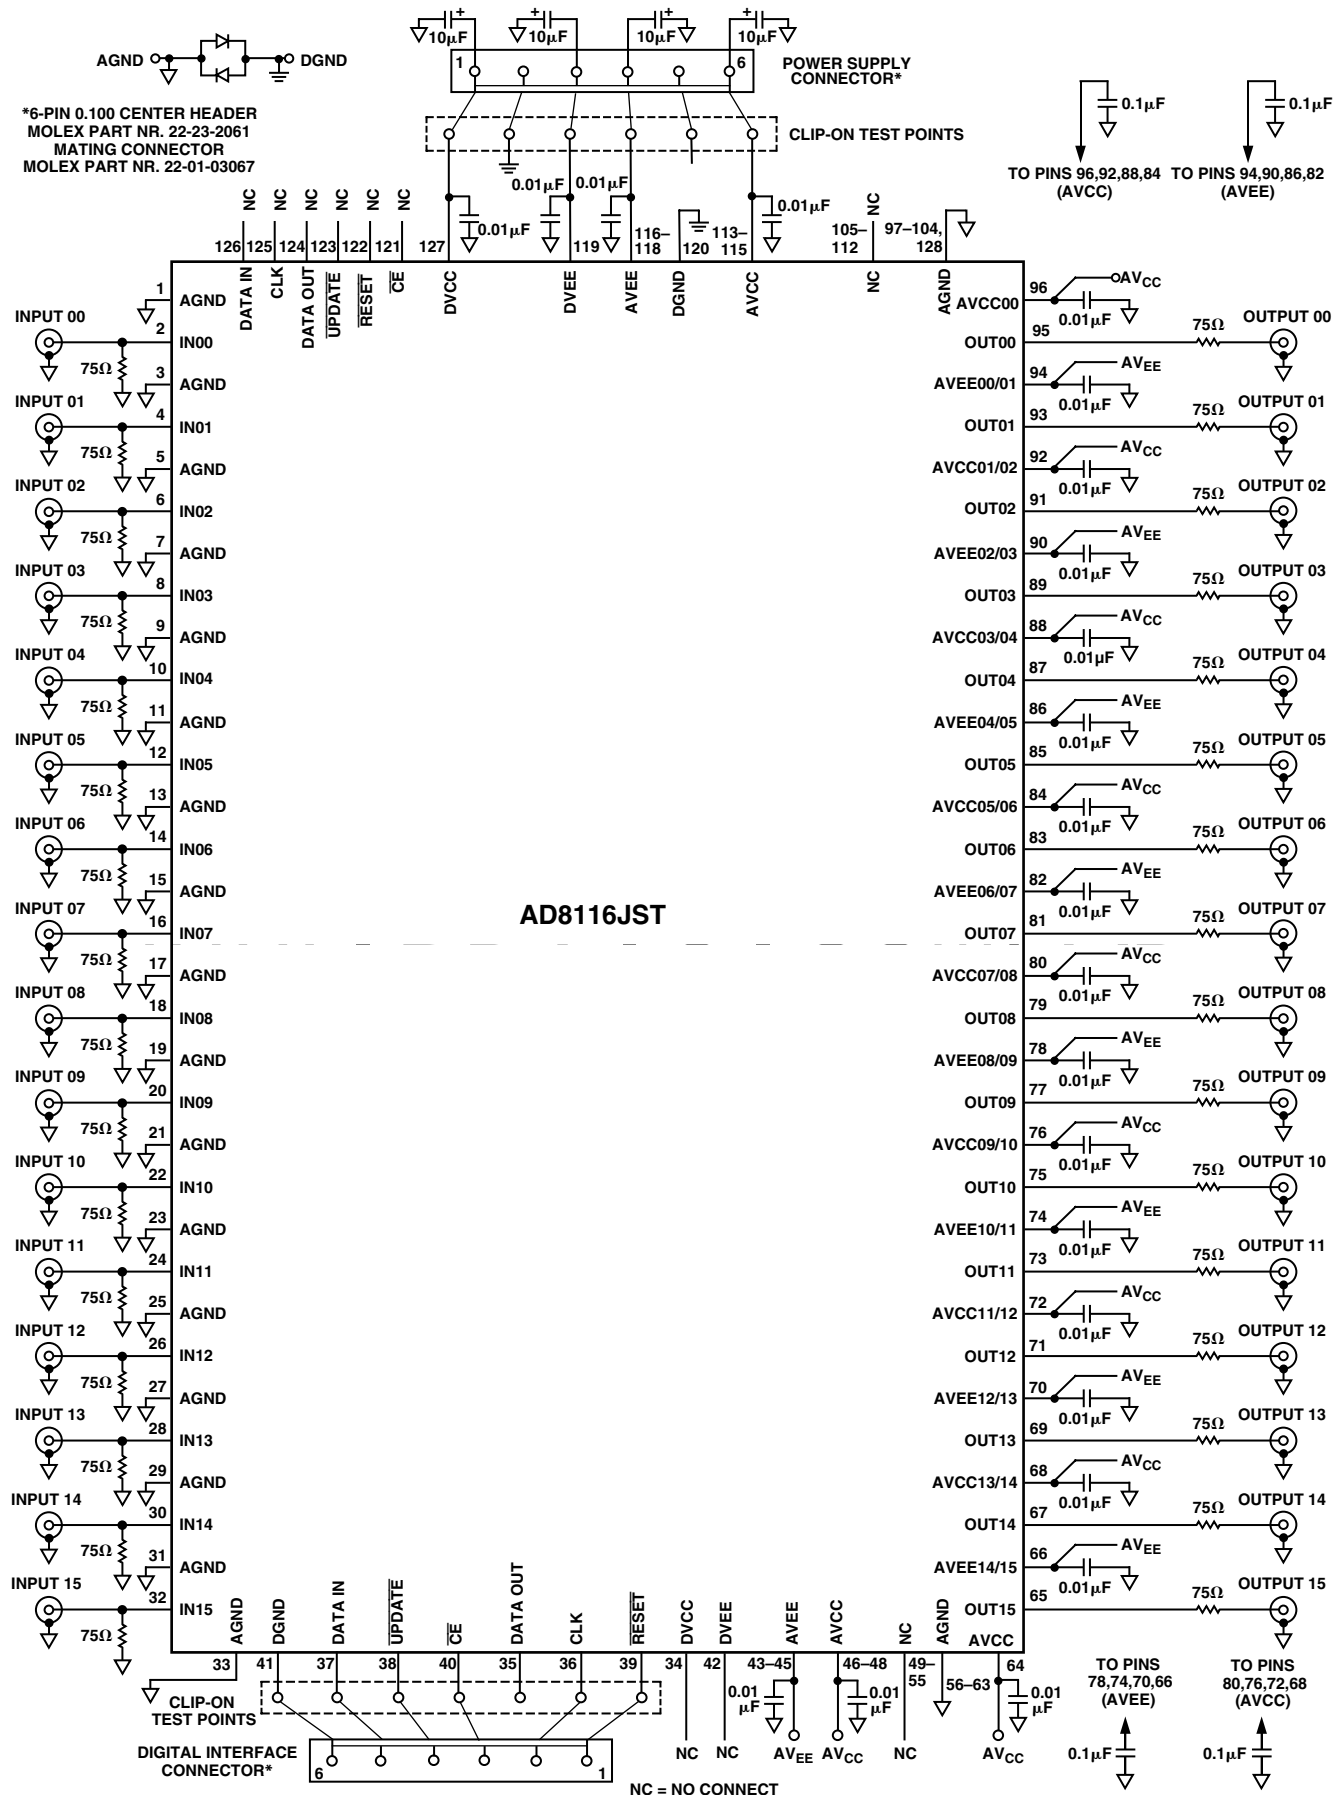 10μF 10μF 10μF 10μF
+ + + +
1 6
POWER SUPPLY
CONNECTOR*
AGND DGND
*6-PIN 0.100 CENTER HEADER
MOLEX PART NR. 22-23-2061
MATING CONNECTOR
MOLEX PART NR. 22-01-03067
CLIP-ON TEST POINTS
0.1μF 0.1μF
TO PINS 96,92,88,84
(AVCC)
TO PINS 94,90,86,82
(AVEE)
0.01μF 0.01μF 0.01μF 0.01μF
NC NC NC NC NC NC NC
126 125 124 123 122 121 127 119 116–118 120 113–115 105–112 97–104, 128
DATA IN CLK DATA OUT UPDATE RESET CE DVCC DVEE AVEE DGND AVCC NC AGND
1 AGND
INPUT 00 2 IN00
75Ω 3 AGND
INPUT 01 4 IN01
75Ω 5 AGND
INPUT 02 6 IN02
75Ω 7 AGND
INPUT 03 8 IN03
75Ω 9 AGND
INPUT 04 10 IN04
75Ω 11 AGND
INPUT 05 12 IN05
75Ω 13 AGND
INPUT 06 14 IN06
75Ω 15 AGND
INPUT 07 16 IN07
75Ω 17 AGND
INPUT 08 18 IN08
75Ω 19 AGND
INPUT 09 20 IN09
75Ω 21 AGND
INPUT 10 22 IN10
75Ω 23 AGND
INPUT 11 24 IN11
75Ω 25 AGND
INPUT 12 26 IN12
75Ω 27 AGND
INPUT 13 28 IN13
75Ω 29 AGND
INPUT 14 30 IN14
75Ω 31 AGND
INPUT 15 32 IN15
75Ω
AD8116JST
AVCC00 96 AVCC 0.01μF
OUT00 95 75Ω OUTPUT 00
AVEE00/01 94 AVEE 0.01μF
OUT01 93 75Ω OUTPUT 01
AVCC01/02 92 AVCC 0.01μF
OUT02 91 75Ω OUTPUT 02
AVEE02/03 90 AVEE 0.01μF
OUT03 89 75Ω OUTPUT 03
AVCC03/04 88 AVCC 0.01μF
OUT04 87 75Ω OUTPUT 04
AVEE04/05 86 AVEE 0.01μF
OUT05 85 75Ω OUTPUT 05
AVCC05/06 84 AVCC 0.01μF
OUT06 83 75Ω OUTPUT 06
AVEE06/07 82 AVEE 0.01μF
OUT07 81 75Ω OUTPUT 07
AVCC07/08 80 AVCC 0.01μF
OUT08 79 75Ω OUTPUT 08
AVEE08/09 78 AVEE 0.01μF
OUT09 77 75Ω OUTPUT 09
AVCC09/10 76 AVCC 0.01μF
OUT10 75 75Ω OUTPUT 10
AVEE10/11 74 AVEE 0.01μF
OUT11 73 75Ω OUTPUT 11
AVCC11/12 72 AVCC 0.01μF
OUT12 71 75Ω OUTPUT 12
AVEE12/13 70 AVEE 0.01μF
OUT13 69 75Ω OUTPUT 13
AVCC13/14 68 AVCC 0.01μF
OUT14 67 75Ω OUTPUT 14
AVEE14/15 66 AVEE 0.01μF
OUT15 65 75Ω OUTPUT 15
AGND DGND DATA IN UPDATE CE DATA OUT CLK RESET DVCC DVEE AVEE AVCC NC AGND AVCC
33 41 37 38 40 35 36 39 34 42 43–45 46–48 49–55 56–63 64
CLIP-ON
TEST POINTS
0.01 μF 0.01 μF 0.01 μF
DIGITAL INTERFACE
CONNECTOR*
6 1
NC NC AVEE AVCC NC AVCC
NC = NO CONNECT
TO PINS
78,74,70,66
(AVEE)
0.1μF
TO PINS
80,76,72,68
(AVCC)
0.1μF